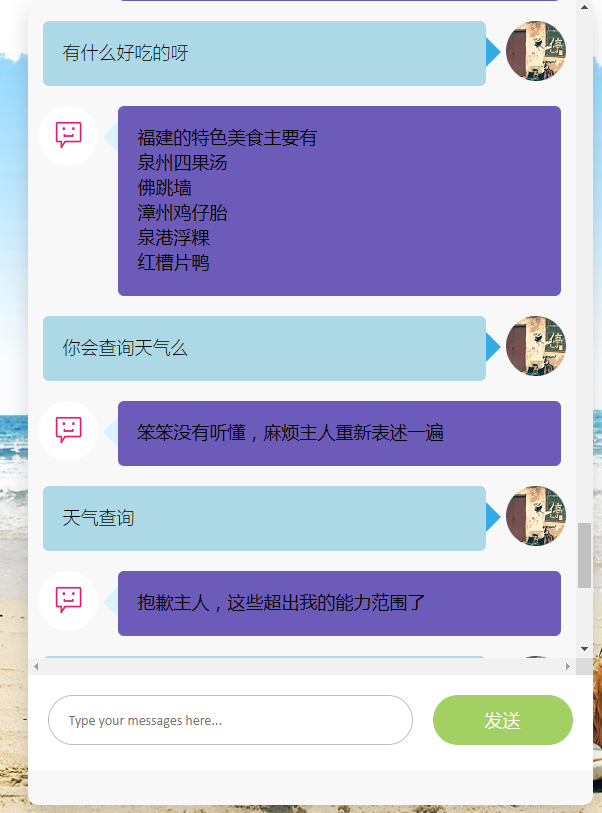 有什么好吃的呀
福建的特色美食主要有
泉州四果汤
佛跳墙
漳州鸡仔胎
泉港浮粿
红槽片鸭
你会查询天气么
笨笨没有听懂，麻烦主人重新表述一遍
天气查询
抱歉主人，这些超出我的能力范围了
Type your messages here...
发送